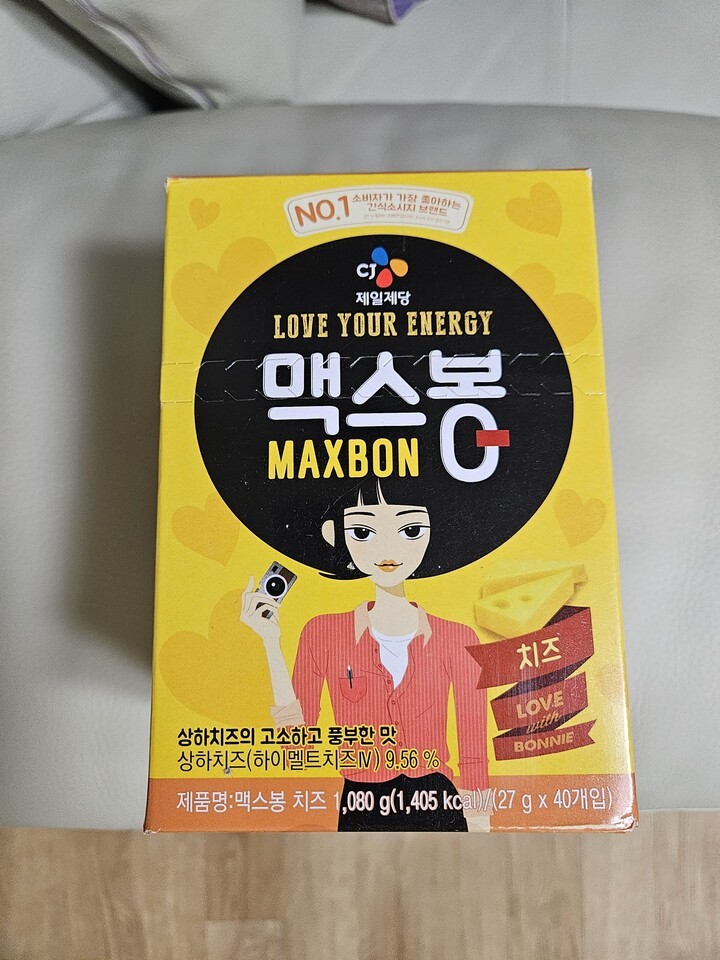 NO.1 소비자가 가장 좋아하는
간식소시지 브랜드
CJ
제일제당
LOVE YOUR ENERGY
맥스봉
MAXBON
치즈
LOVE
with
BONNIE
상하치즈의 고소하고 풍부한 맛
상하치즈(하이멜트치즈Ⅳ) 9.56 %
제품명:맥스봉 치즈 1,080 g(1,405 kcal)/(27 g x 40개입)